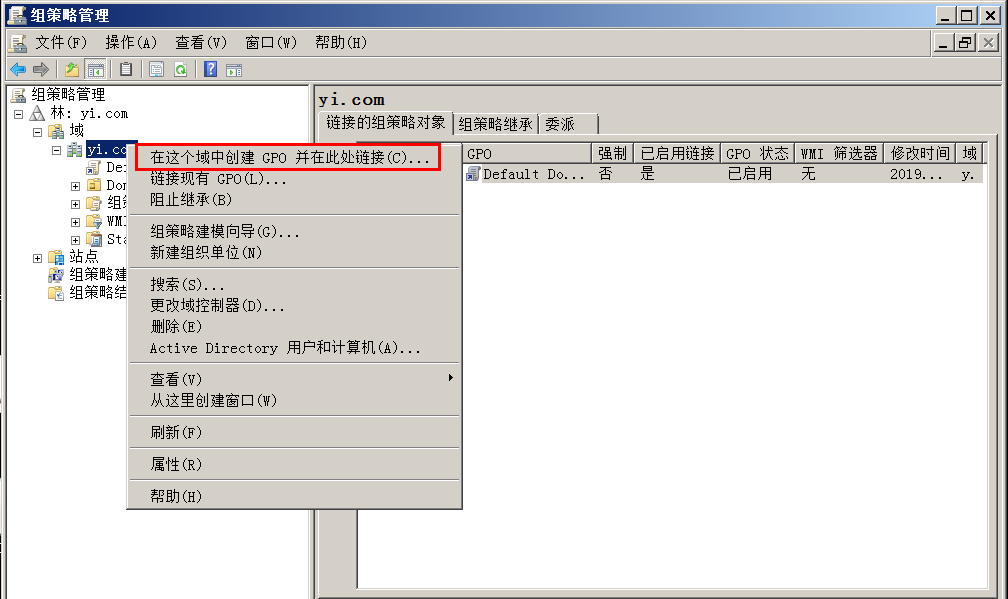 组策略管理
文件(F) 操作(A) 查看(V) 窗口(W) 帮助(H)
组策略管理
林: yi.com
域
yi.co
De
Dor
组策
WMI
Sta
站点
组策略建
组策略结
yi.com
链接的组策略对象 组策略继承 委派
GPO 强制 已启用链接 GPO 状态 WMI 筛选器 修改时间 域
Default Do... 否 是 已启用 无 2019... y.
在这个域中创建 GPO 并在此处链接(C)...
链接现有 GPO(L)...
阻止继承(B)
组策略建模向导(G)...
新建组织单位(N)
搜索(S)...
更改域控制器(D)...
删除(E)
Active Directory 用户和计算机(A)...
查看(V)
从这里创建窗口(W)
刷新(F)
属性(R)
帮助(H)